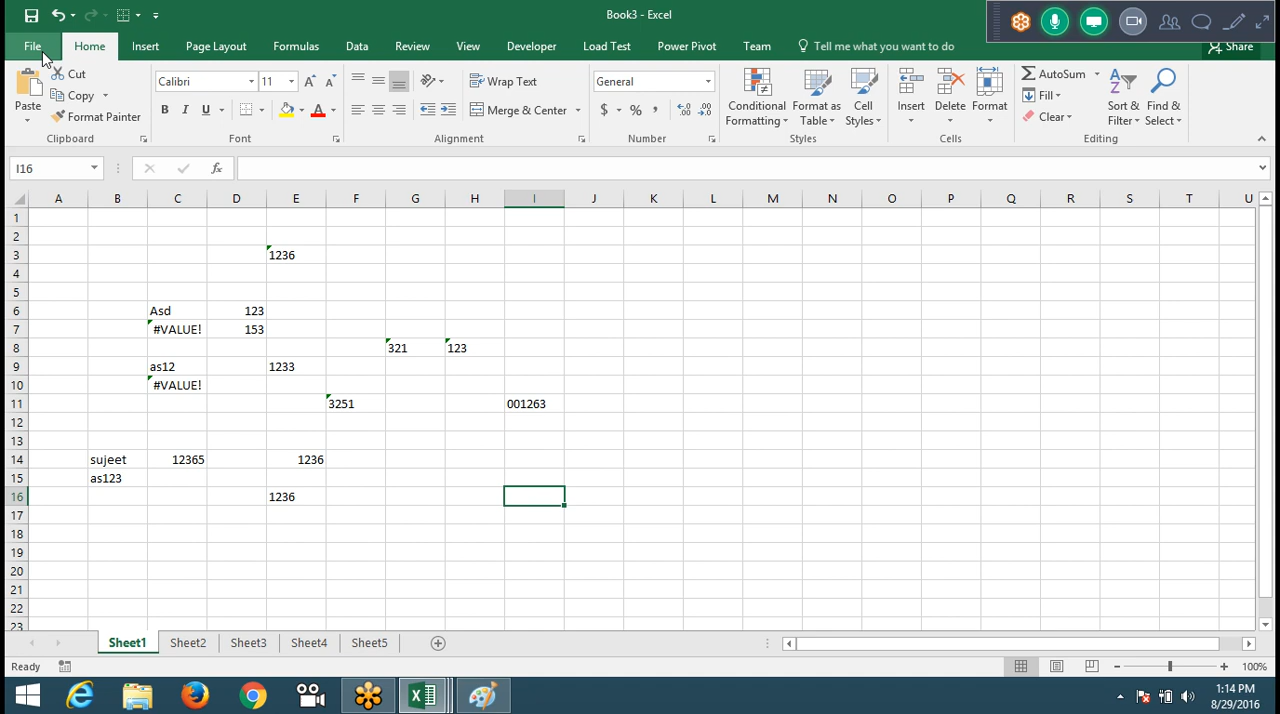 Book3 - Excel
File Home Insert Page Layout Formulas Data Review View Developer Load Test Power Pivot Team Tell me what you want to do Share
Cut
Copy
Format Painter
Paste
Calibri 11
B I U
Wrap Text
Merge & Center
General
$ % ,
Conditional Formatting
Format as Table
Cell Styles
Insert Delete Format
AutoSum
Fill
Clear
Sort & Filter
Find & Select
Clipboard Font Alignment Number Styles Cells Editing
I16 fx
A B C D E F G H I J K L M N O P Q R S T U
1
2
3 1236
4
5
6 Asd 123
7 #VALUE! 153
8 321 123
9 as12 1233
10 #VALUE!
11 3251 001263
12
13
14 sujeet 12365 1236
15 as123
16 1236
17
18
19
20
21
22
23
Sheet1 Sheet2 Sheet3 Sheet4 Sheet5
Ready 100%
1:14 PM
8/29/2016